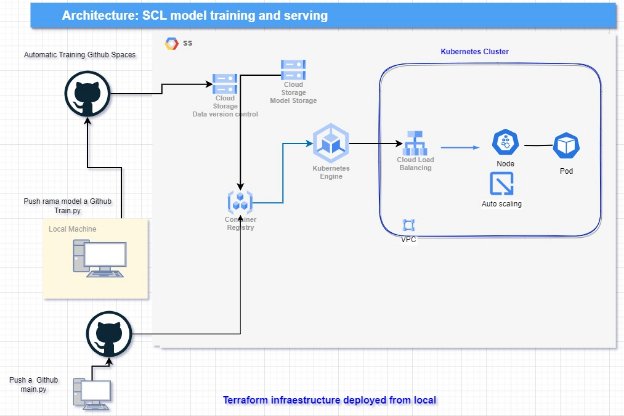 Architecture: SCL model training and serving
Automatic Training Github Spaces
ss
Kubernetes Cluster
Cloud
Storage
Data version control
Cloud
Storage
Model Storage
Kubernetes
Engine
Cloud Load
Balancing
Node
Pod
Auto scaling
Push rama model a Github
Train.py
Local Machine
Container
Registry
VPC
Push a Github
main.py
Terraform infraestructure deployed from local